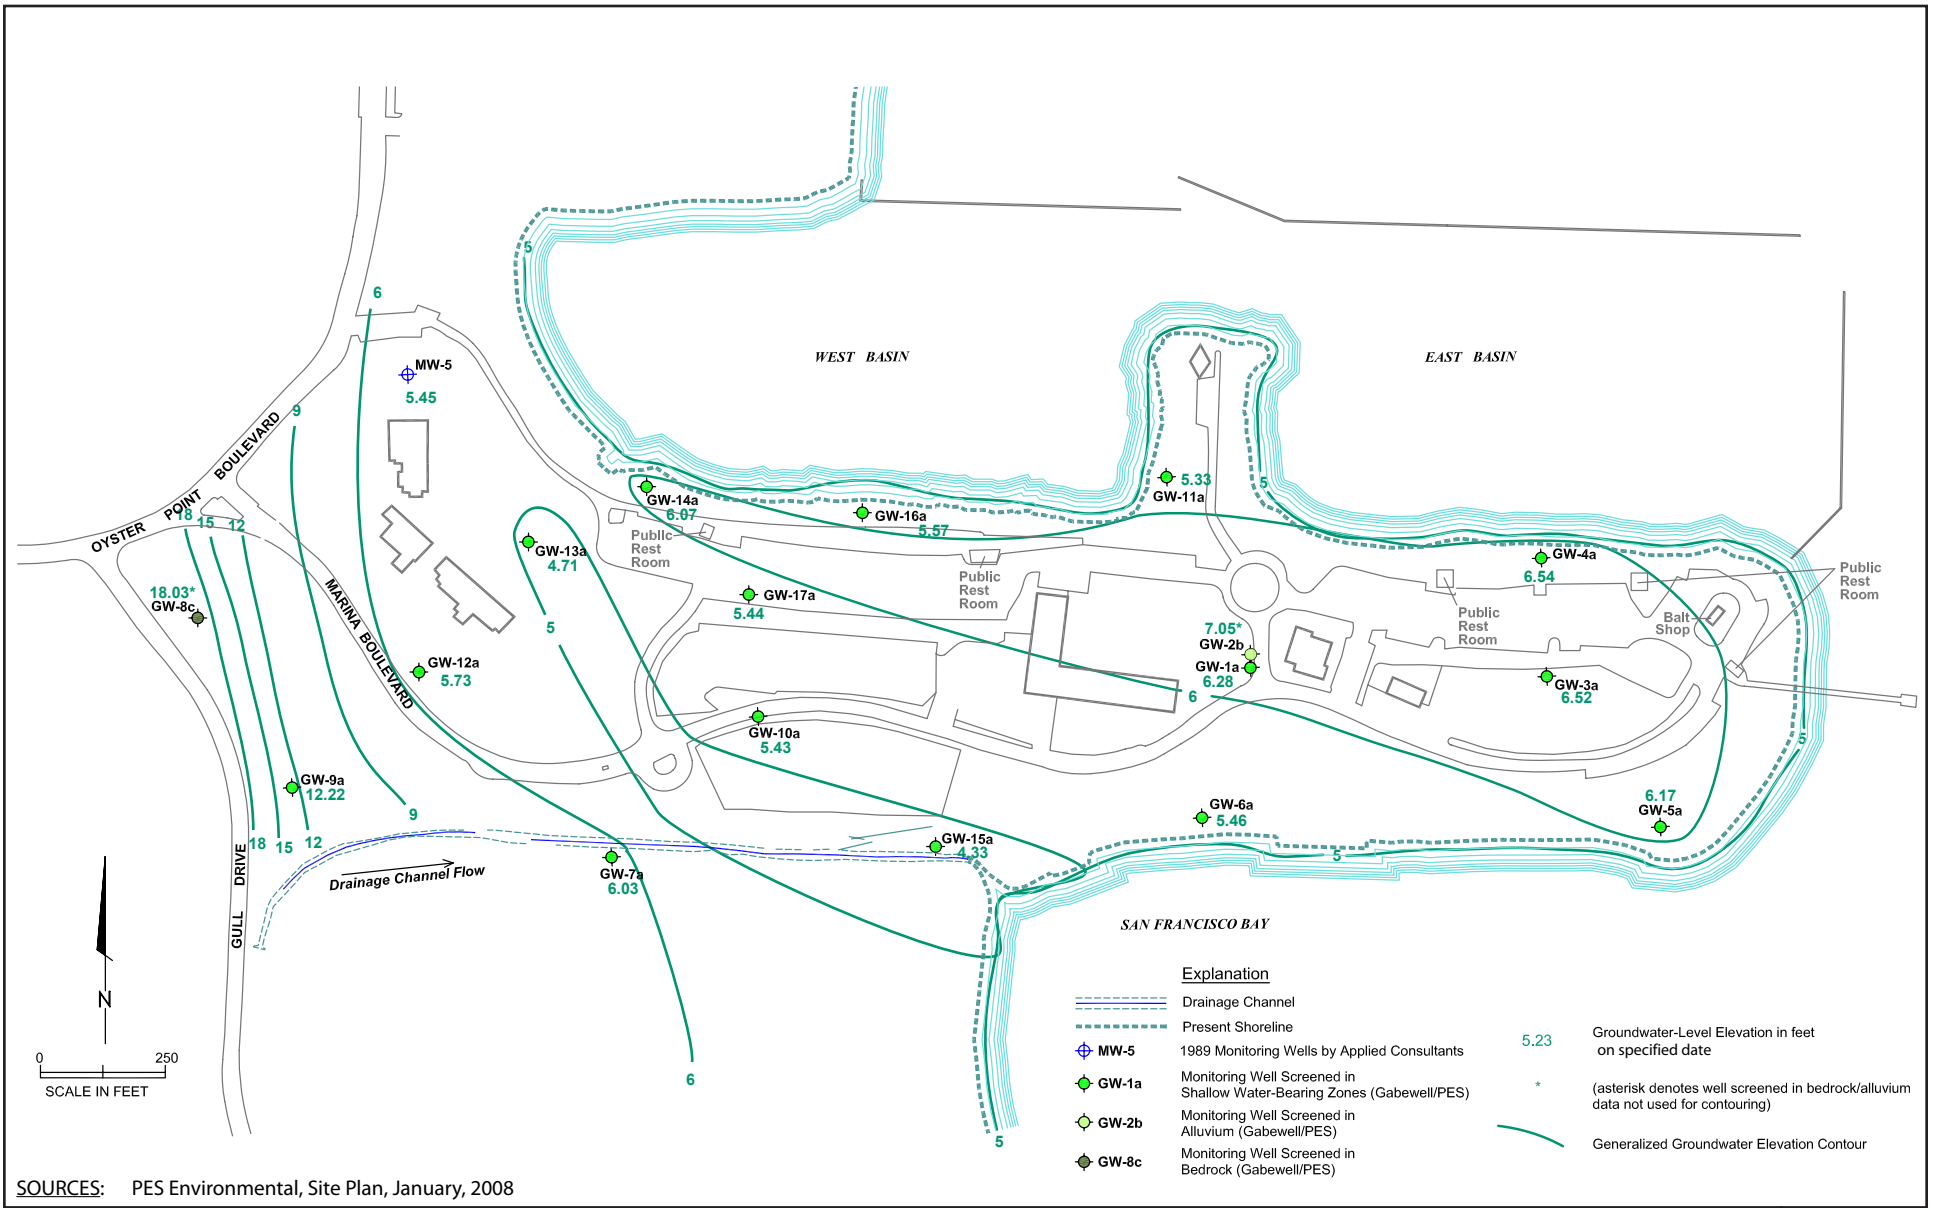 5
6
WEST BASIN
EAST BASIN
MW-5
5.45
9
OYSTER POINT BOULEVARD
GW-14a
6.07
GW-16a
5.57
5.33
GW-11a
5
18
15
12
GW-13a
4.71
Public
Rest
Room
GW-4a
6.54
Public
Rest
Room
Public
Rest
Room
18.03*
GW-8c
MARINA BOULEVARD
GW-17a
5.44
Public
Rest
Room
Balt
Shop
5
7.05*
GW-2b
GW-1a
6.28
6
GW-12a
5.73
GW-3a
6.52
GW-10a
5.43
5
GW-9a
12.22
6.17
GW-5a
GW-6a
5.46
9
18
15
12
GW-15a
4.33
5
GULL DRIVE
Drainage Channel Flow
GW-7a
6.03
SAN FRANCISCO BAY
N
0
250
SCALE IN FEET
6
5
Explanation
Drainage Channel
Present Shoreline
MW-5
1989 Monitoring Wells by Applied Consultants
GW-1a
Monitoring Well Screened in
Shallow Water-Bearing Zones (Gabewell/PES)
GW-2b
Monitoring Well Screened in
Alluvium (Gabewell/PES)
GW-8c
Monitoring Well Screened in
Bedrock (Gabewell/PES)
5.23
Groundwater-Level Elevation in feet
on specified date
*
(asterisk denotes well screened in bedrock/alluvium
data not used for contouring)
Generalized Groundwater Elevation Contour
SOURCES: PES Environmental, Site Plan, January, 2008